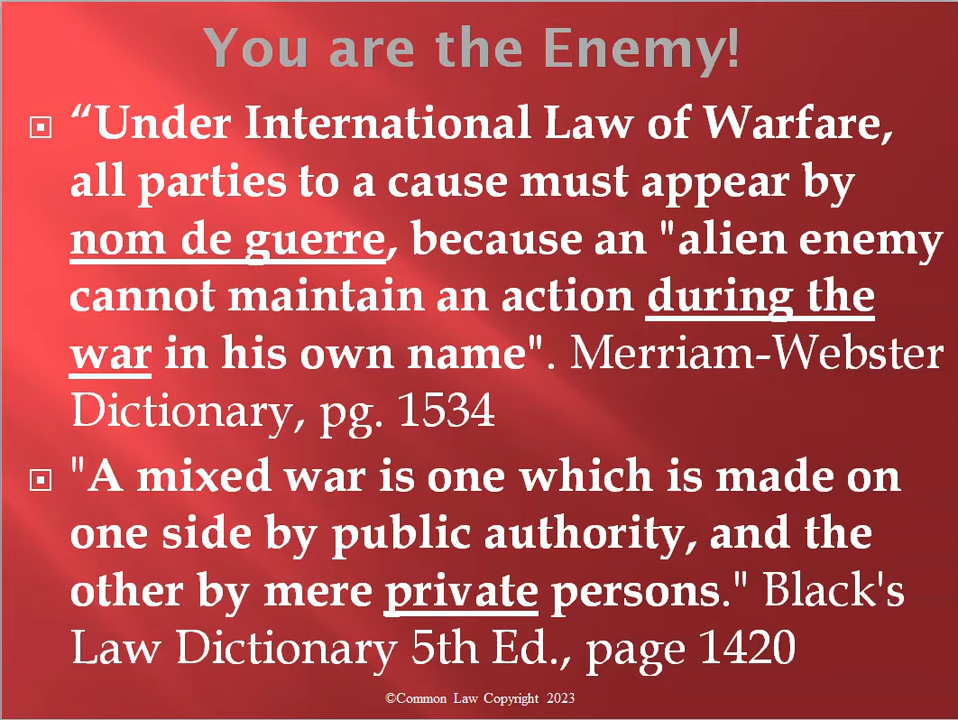 You are the Enemy!
“Under International Law of Warfare,
all parties to a cause must appear by
nom de guerre, because an "alien enemy
cannot maintain an action during the
war in his own name". Merriam-Webster
Dictionary, pg. 1534
"A mixed war is one which is made on
one side by public authority, and the
other by mere private persons." Black's
Law Dictionary 5th Ed., page 1420
©Common Law Copyright 2023